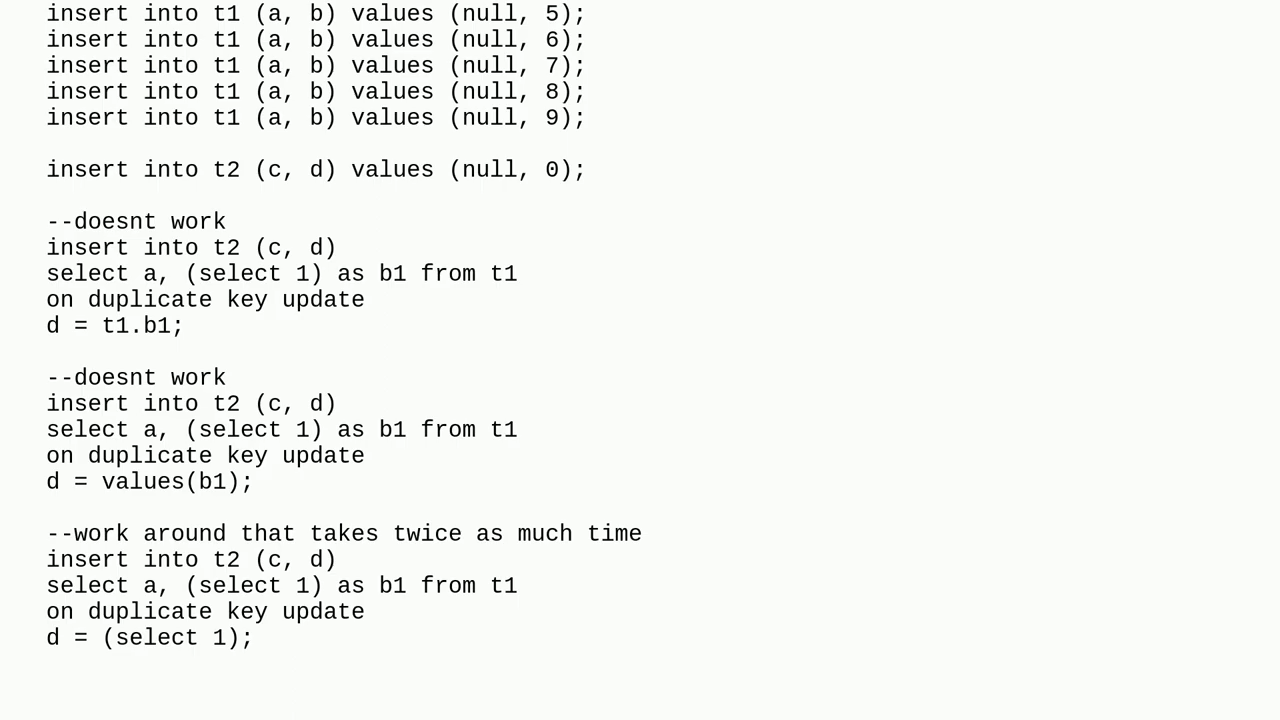 insert into t1 (a, b) values (null, 5);
insert into t1 (a, b) values (null, 6);
insert into t1 (a, b) values (null, 7);
insert into t1 (a, b) values (null, 8);
insert into t1 (a, b) values (null, 9);
insert into t2 (c, d) values (null, 0);
--doesnt work
insert into t2 (c, d)
select a, (select 1) as b1 from t1
on duplicate key update
d = t1.b1;
--doesnt work
insert into t2 (c, d)
select a, (select 1) as b1 from t1
on duplicate key update
d = values(b1);
--work around that takes twice as much time
insert into t2 (c, d)
select a, (select 1) as b1 from t1
on duplicate key update
d = (select 1);